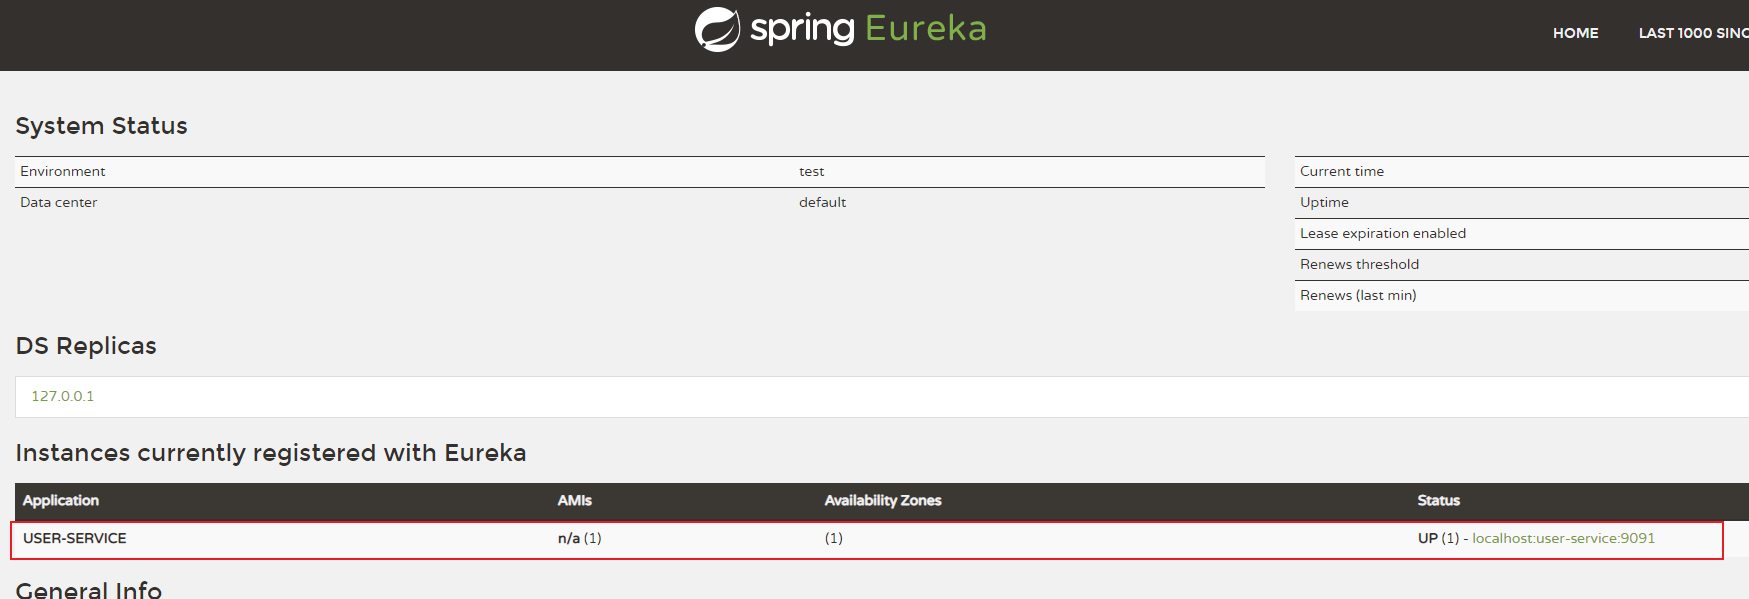 spring Eureka
HOME LAST 1000 SINC
System Status
Environment test
Data center default
Current time
Uptime
Lease expiration enabled
Renews threshold
Renews (last min)
DS Replicas
127.0.0.1
Instances currently registered with Eureka
Application AMIs Availability Zones Status
USER-SERVICE n/a (1) (1) UP (1) - localhost:user-service:9091
General Info